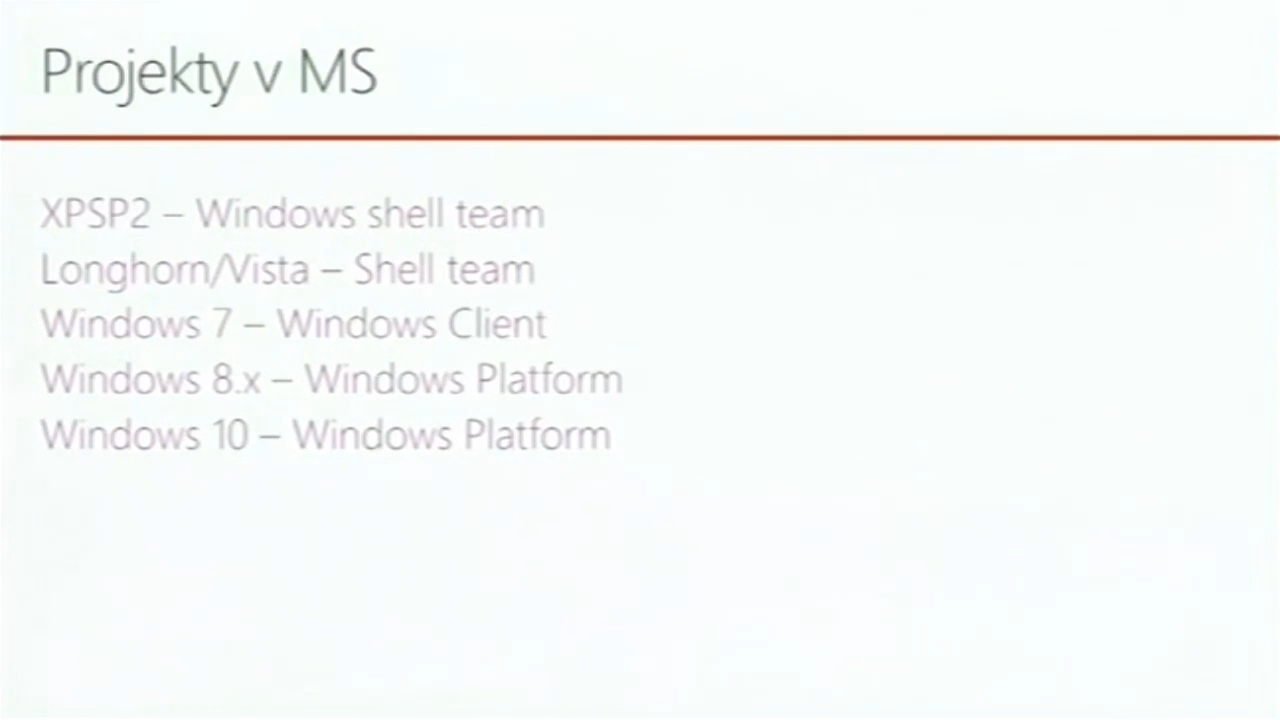 Projekty v MS
XPSP2 – Windows shell team
Longhorn/Vista – Shell team
Windows 7 – Windows Client
Windows 8.x – Windows Platform
Windows 10 – Windows Platform